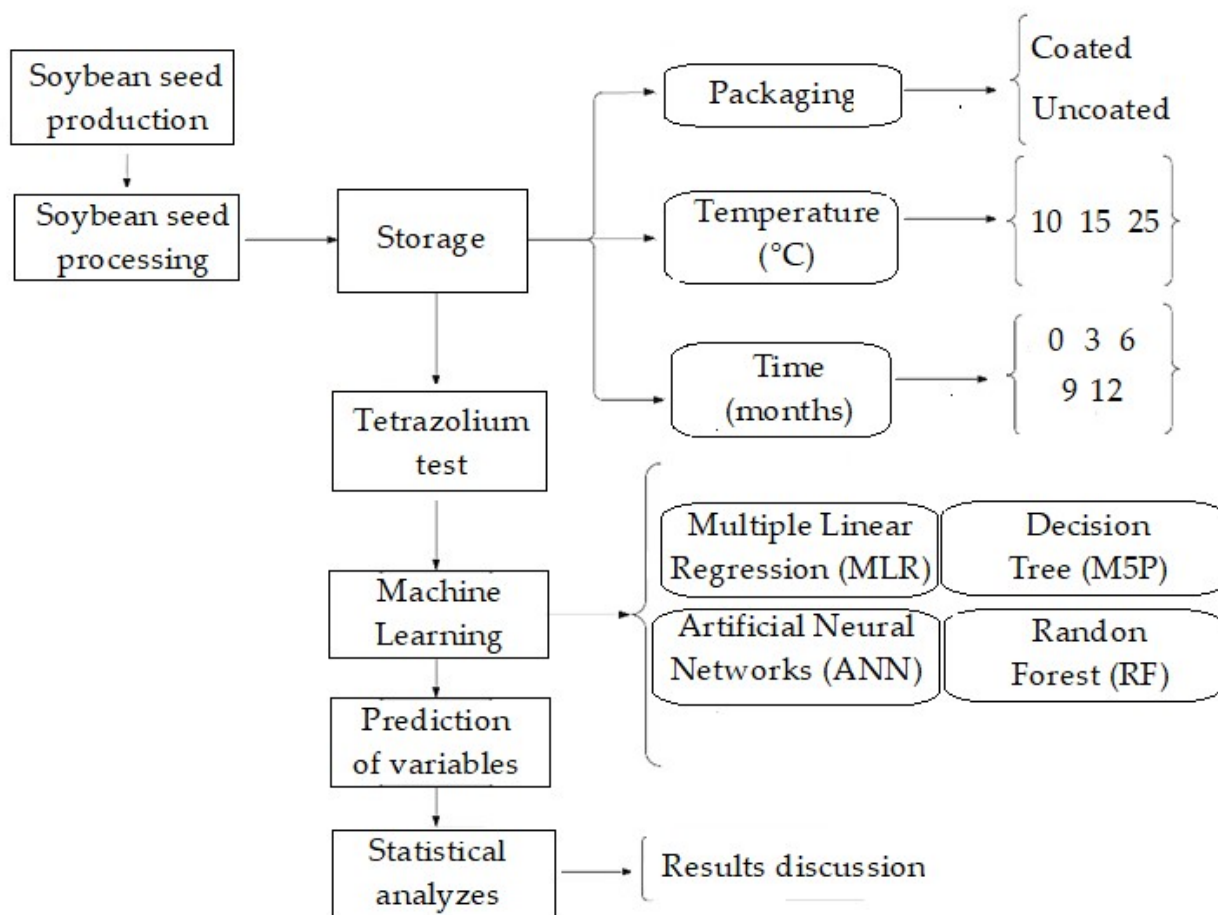 Soybean seed
production
Soybean seed
processing
Storage
Packaging
Coated
Uncoated
Temperature
(°C)
10 15 25
Time
(months)
0 3 6
9 12
Tetrazolium
test
Machine
Learning
Multiple Linear
Regression (MLR)
Decision
Tree (M5P)
Artificial Neural
Networks (ANN)
Randon
Forest (RF)
Prediction
of variables
Statistical
analyzes
Results discussion